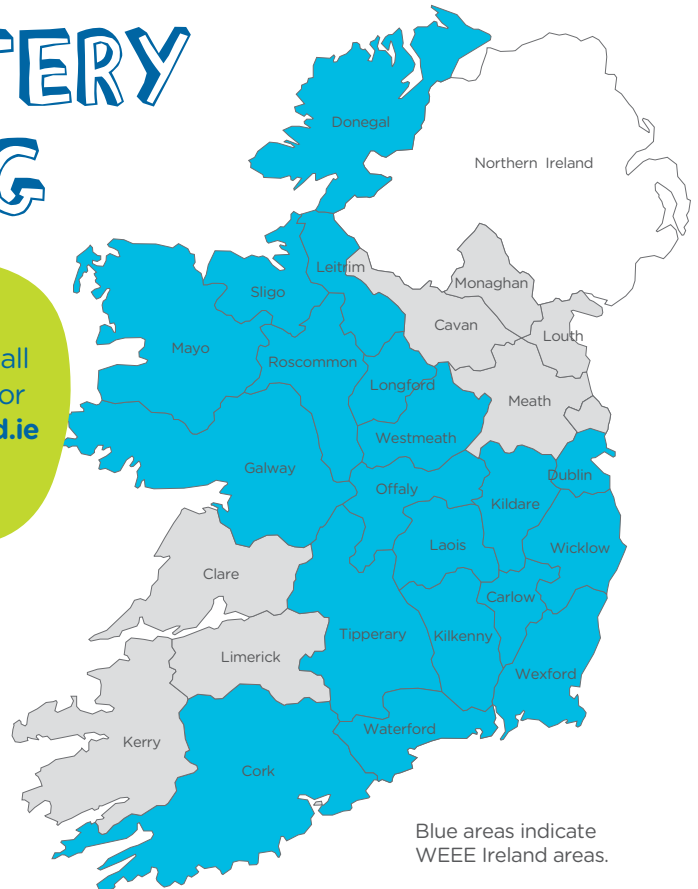 TERY
G
all
or
d.ie
Donegal
Northern Ireland
Leitrim
Monaghan
Sligo
Cavan
Louth
Mayo
Roscommon
Longford
Meath
Westmeath
Galway
Dublin
Offaly
Kildare
Laois
Wicklow
Clare
Carlow
Tipperary
Kilkenny
Limerick
Wexford
Waterford
Kerry
Cork
Blue areas indicate
WEEE Ireland areas.